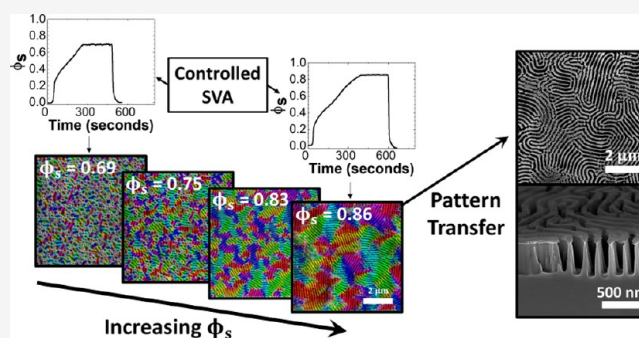 1.0
0.8
0.6
0.4
0.2
0.0
ϕs
0 300 600
Time (seconds)
Controlled
SVA
1.0
0.8
0.6
0.4
0.2
0.0
ϕs
0 300 600
Time (seconds)
ϕs = 0.69
ϕs = 0.75
ϕs = 0.83
ϕs = 0.86
2 μm
Increasing ϕs
Pattern
Transfer
2 μm
500 nm